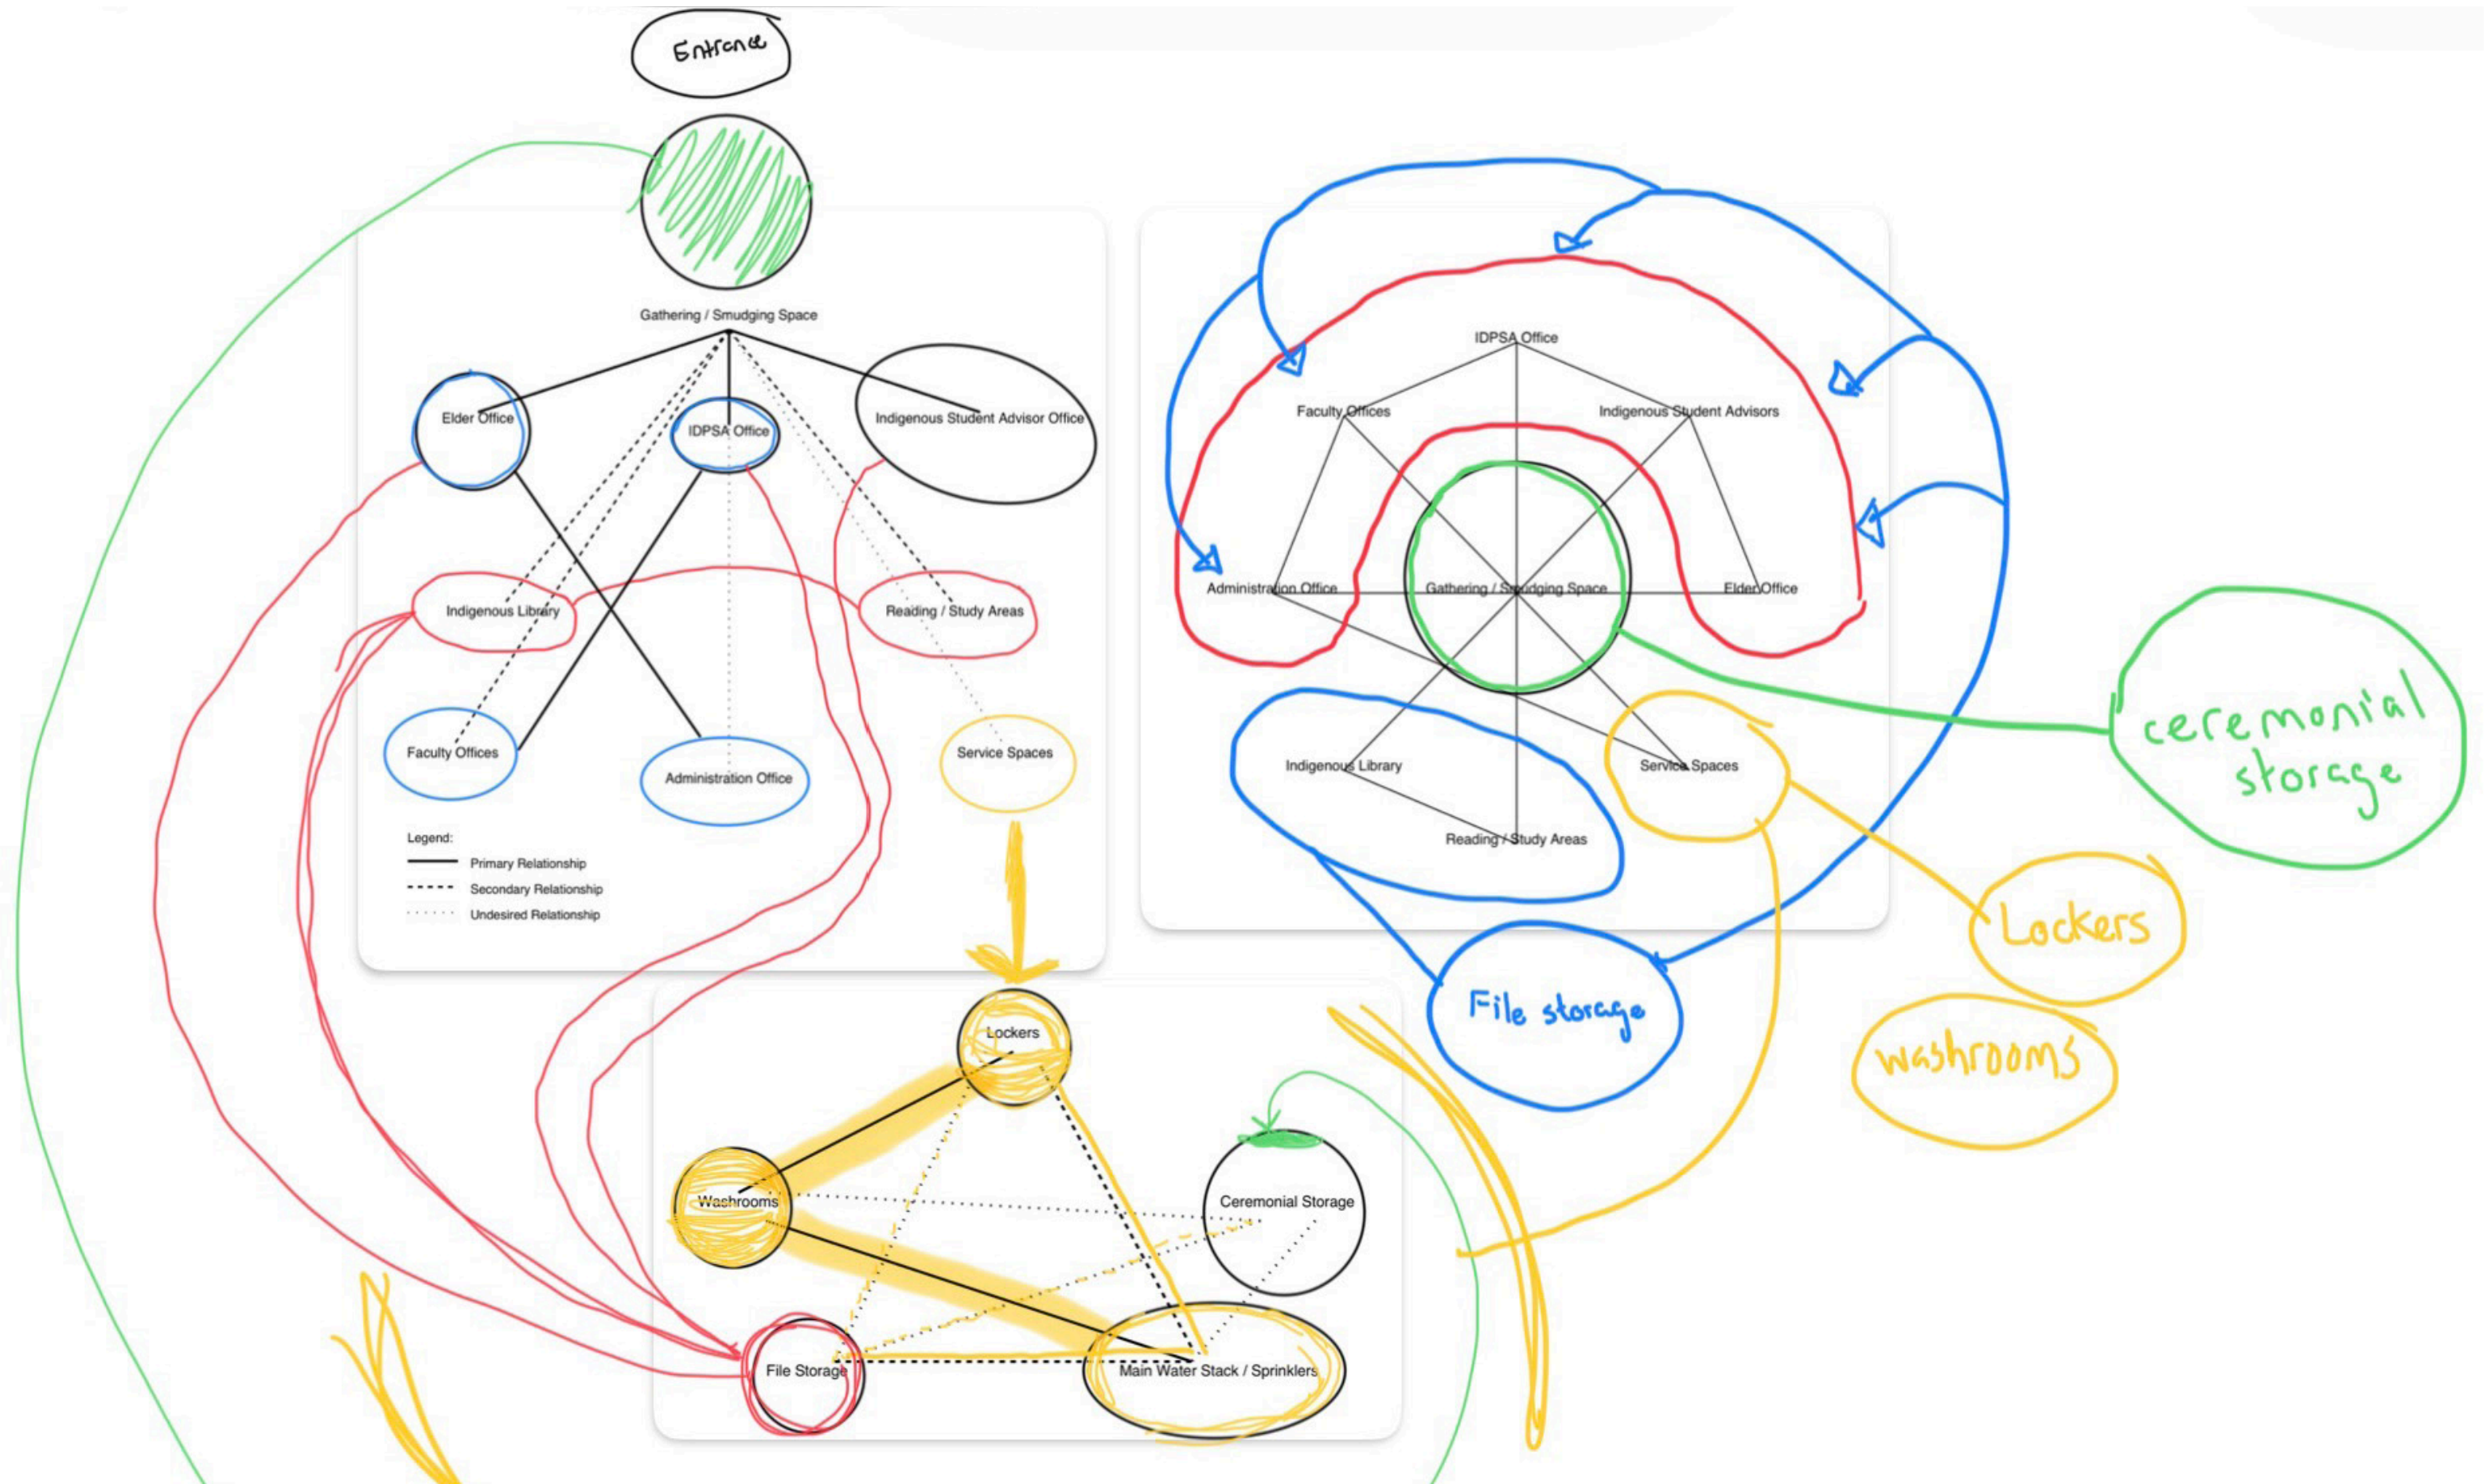 Entrance
Gathering / Smudging Space
Elder Office
IDPSA Office
Indigenous Student Advisor Office
Indigenous Library
Reading / Study Areas
Faculty Offices
Administration Office
Service Spaces
Legend:
Primary Relationship
Secondary Relationship
Undesired Relationship
IDPSA Office
Faculty Offices
Indigenous Student Advisors
Administration Office
Gathering / Smudging Space
Elder Office
Indigenous Library
Service Spaces
Reading / Study Areas
ceremonial
storage
Lockers
File storage
washrooms
Lockers
Washrooms
Ceremonial Storage
File Storage
Main Water Stack / Sprinklers